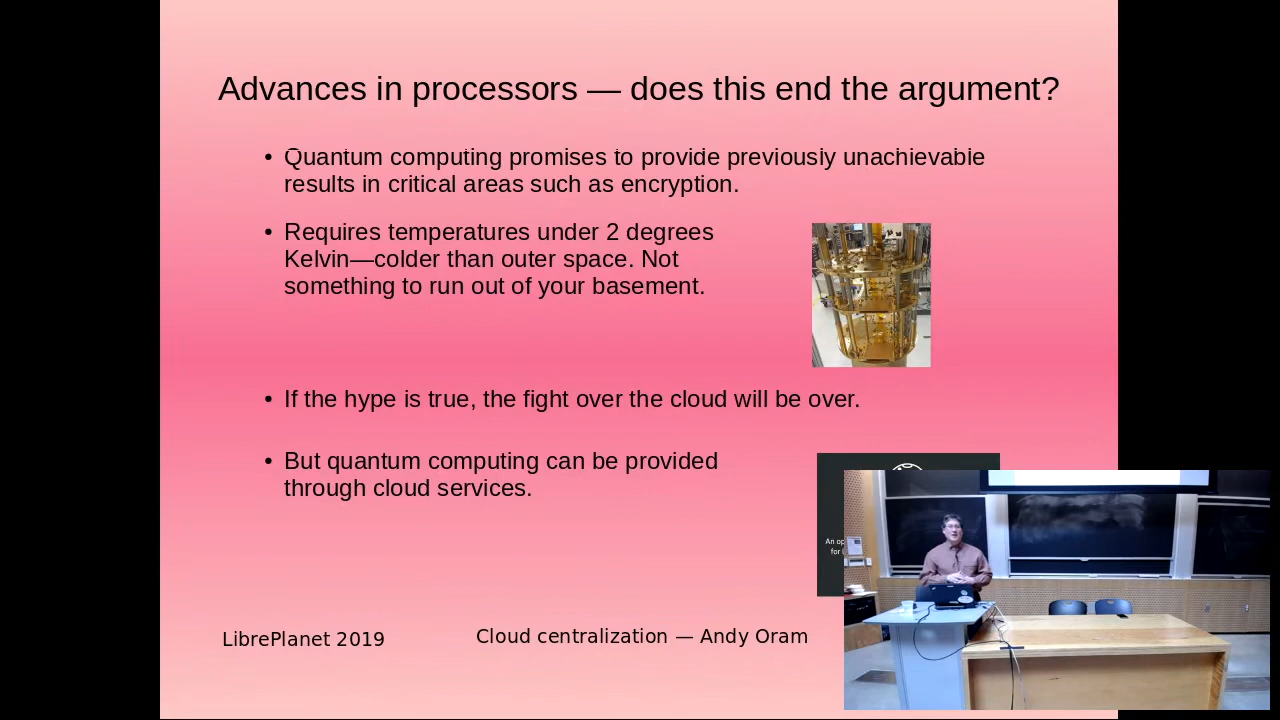 Advances in processors — does this end the argument?
• Quantum computing promises to provide previously unachievable
results in critical areas such as encryption.
• Requires temperatures under 2 degrees
Kelvin—colder than outer space. Not
something to run out of your basement.
• If the hype is true, the fight over the cloud will be over.
• But quantum computing can be provided
through cloud services.
An op
for
LibrePlanet 2019
Cloud centralization — Andy Oram